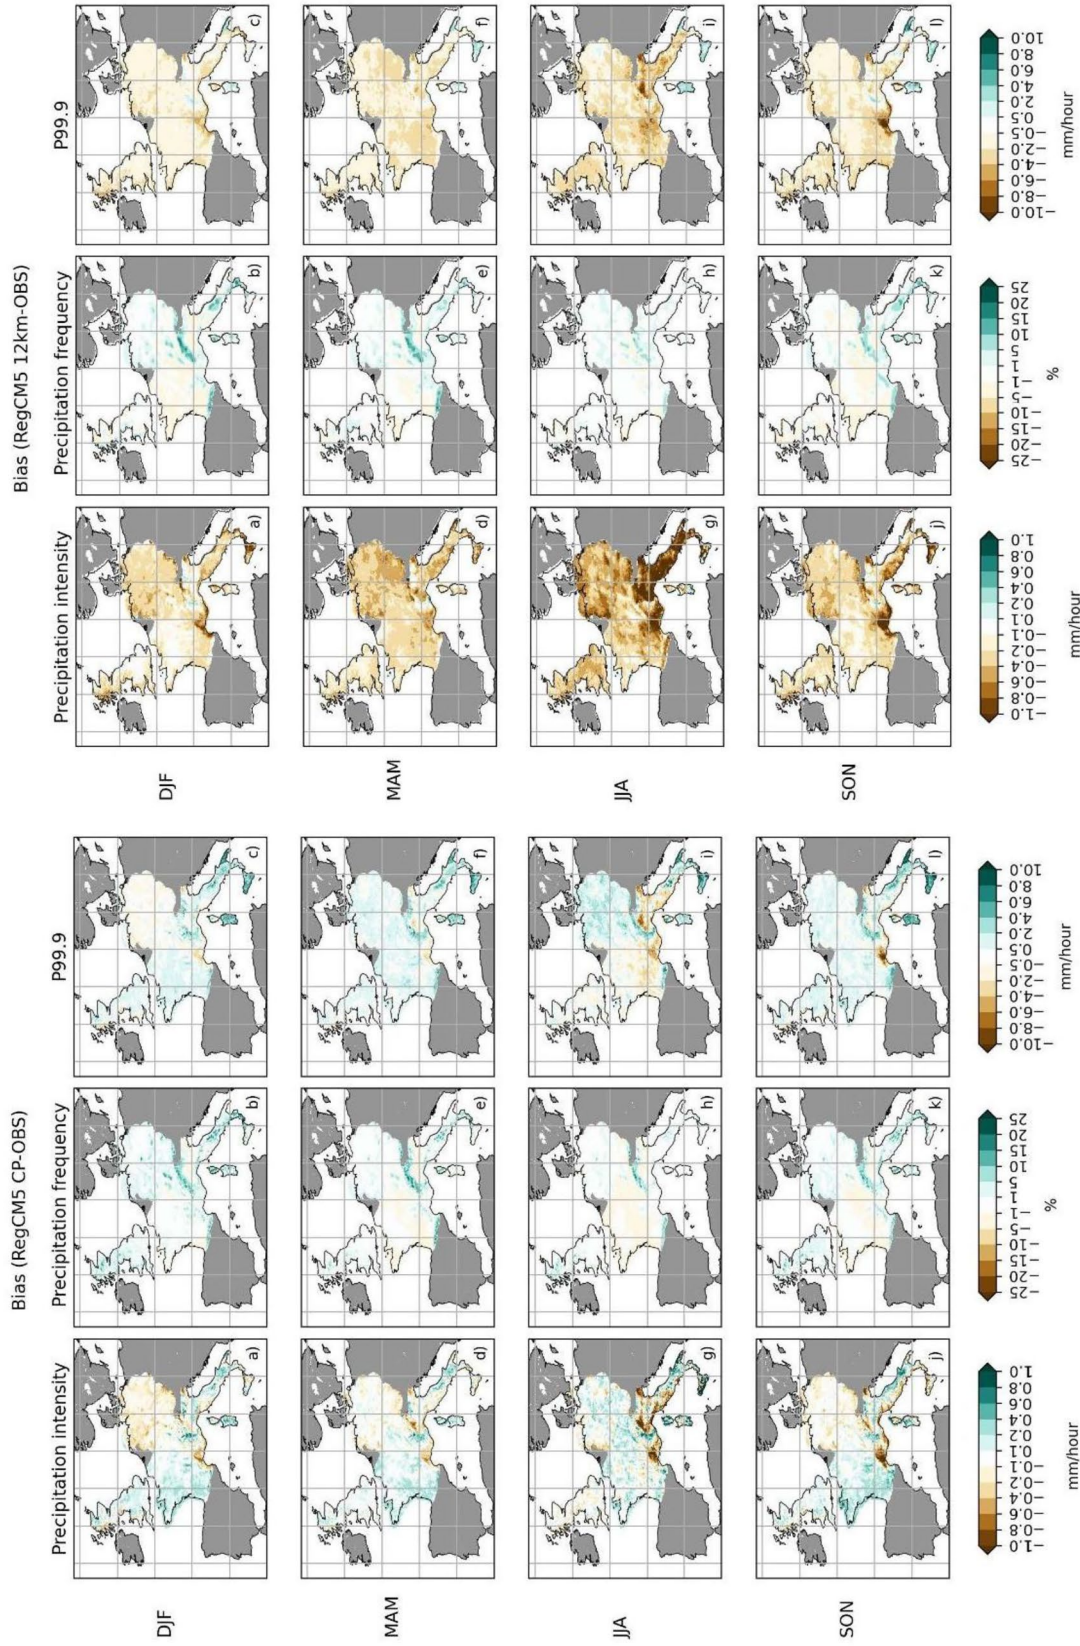 Bias (RegCM5 CP-OBS)
Precipitation intensity
Precipitation frequency
P99.9
DJF
a)
b)
c)
MAM
d)
e)
f)
JJA
g)
h)
i)
SON
j)
k)
l)
−1.0 −0.8 −0.6 −0.4 −0.2 −0.1 0.1 0.2 0.4 0.6 0.8 1.0
mm/hour
−25 −20 −15 −10 −5 −1 1 5 10 15 20 25
%
−10.0 −8.0 −6.0 −4.0 −2.0 −0.5 0.5 2.0 4.0 6.0 8.0 10.0
mm/hour
Bias (RegCM5 12km-OBS)
Precipitation intensity
Precipitation frequency
P99.9
DJF
a)
b)
c)
MAM
d)
e)
f)
JJA
g)
h)
i)
SON
j)
k)
l)
−1.0 −0.8 −0.6 −0.4 −0.2 −0.1 0.1 0.2 0.4 0.6 0.8 1.0
mm/hour
−25 −20 −15 −10 −5 −1 1 5 10 15 20 25
%
−10.0 −8.0 −6.0 −4.0 −2.0 −0.5 0.5 2.0 4.0 6.0 8.0 10.0
mm/hour